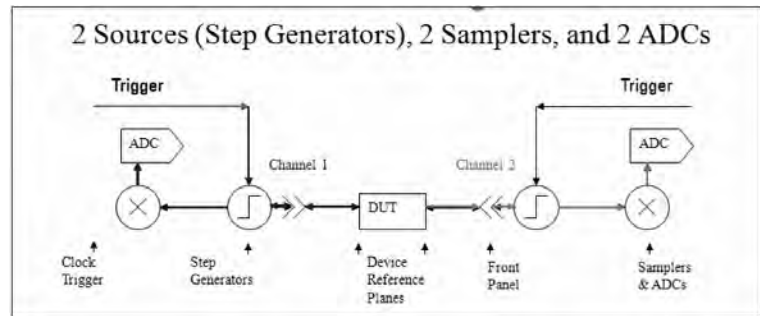 2 Sources (Step Generators), 2 Samplers, and 2 ADCs
Trigger
Trigger
ADC
ADC
Channel 1
Channel 2
DUT
Clock
Trigger
Step
Generators
Device
Reference
Planes
Front
Panel
Samplers
& ADCs